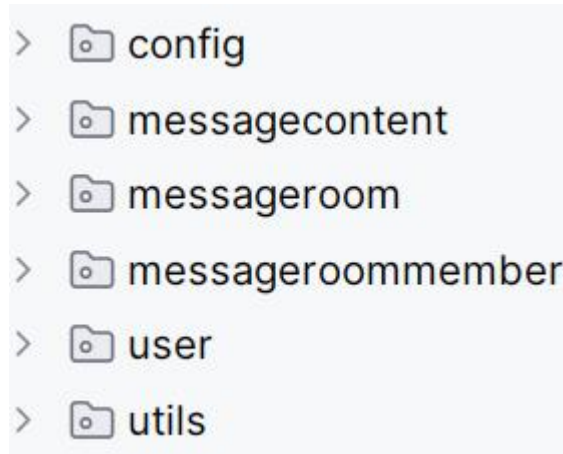 config
messagecontent
messageroom
messageroommember
user
utils